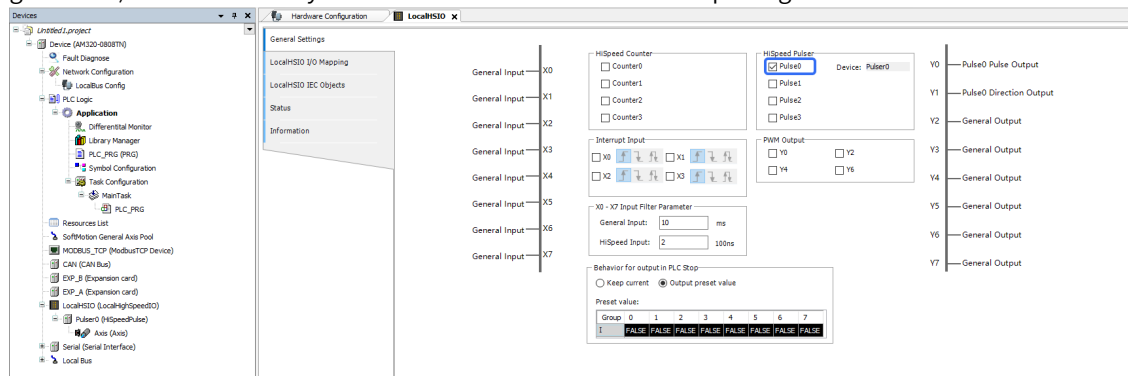 Devices
Untitled1.project
Device (AM320-0808TN)
Fault Diagnose
Network Configuration
LocalBus Config
PLC Logic
Application
Differentital Monitor
Library Manager
PLC_PRG (PRG)
Symbol Configuration
Task Configuration
MainTask
PLC_PRG
Resources List
SoftMotion General Axis Pool
MODBUS_TCP (ModbusTCP Device)
CAN (CAN Bus)
EXP_B (Expansion card)
EXP_A (Expansion card)
LocalHSIO (LocalHighSpeedIO)
Pulser0 (HiSpeedPulse)
Axis (Axis)
Serial (Serial Interface)
Local Bus
Hardware Configuration LocalHSIO
General Settings
LocalHSIO I/O Mapping
LocalHSIO IEC Objects
Status
Information
General Input X0
General Input X1
General Input X2
General Input X3
General Input X4
General Input X5
General Input X6
General Input X7
HiSpeed Counter
Counter0
Counter1
Counter2
Counter3
HiSpeed Pulser
Pulse0 Device: Pulser0
Pulse1
Pulse2
Pulse3
Interrupt Input
X0 X1
X2 X3
PWM Output
Y0 Y2
Y4 Y6
X0 - X7 Input Filter Parameter
General Input: 10 ms
HiSpeed Input: 2 100ns
Behavior for output in PLC Stop
Keep current Output preset value
Preset value:
Group 0 1 2 3 4 5 6 7
I FALSE FALSE FALSE FALSE FALSE FALSE FALSE FALSE
Y0 Pulse0 Pulse Output
Y1 Pulse0 Direction Output
Y2 General Output
Y3 General Output
Y4 General Output
Y5 General Output
Y6 General Output
Y7 General Output